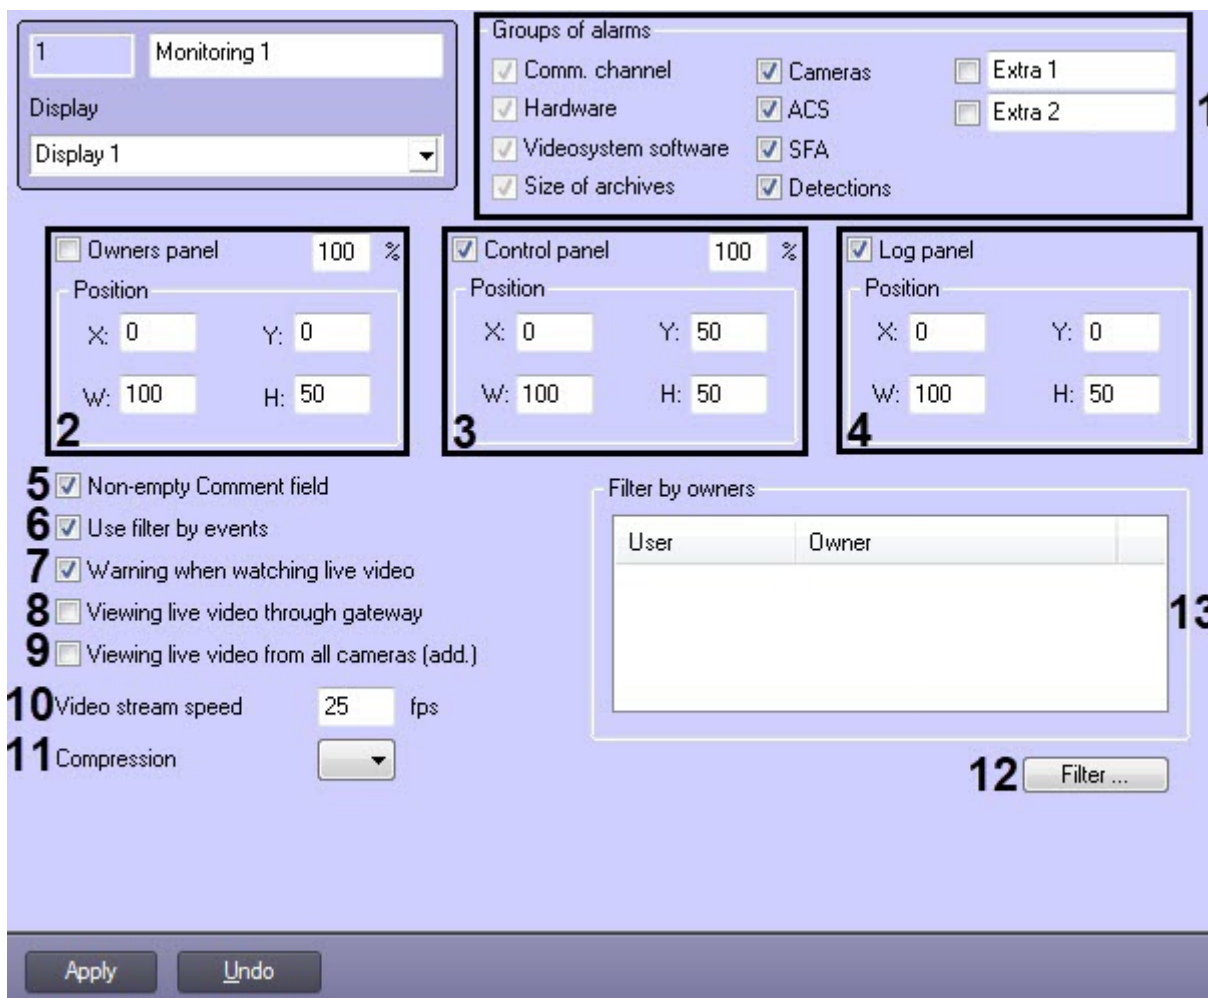 1 Monitoring 1
Display
Display 1
Groups of alarms
Comm. channel Cameras Extra 1
Hardware ACS Extra 2
Videosystem software SFA
Size of archives Detections
1
Owners panel 100 %
Position
X: 0 Y: 0
W: 100 H: 50
2
Control panel 100 %
Position
X: 0 Y: 50
W: 100 H: 50
3
Log panel
Position
X: 0 Y: 0
W: 100 H: 50
4
5 Non-empty Comment field
6 Use filter by events
7 Warning when watching live video
8 Viewing live video through gateway
9 Viewing live video from all cameras (add.)
10 Video stream speed 25 fps
11 Compression
Filter by owners
User Owner
13
12 Filter ...
Apply Undo